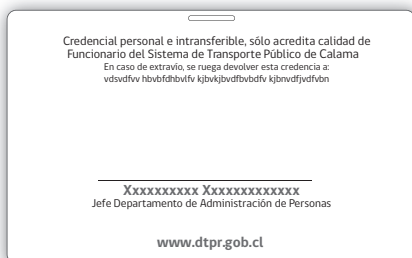 Credencial personal e intransferible, sólo acredita calidad de
Funcionario del Sistema de Transporte Público de Calama
En caso de extravío, se ruega devolver esta credencia a:
vdsvdfvv hbvbfdhbvlfv kjbvkjbvdfbvbdfv kjbnvdfjvdfvbn
Xxxxxxxxxx Xxxxxxxxxxxxx
Jefe Departamento de Administración de Personas
www.dtpr.gob.cl